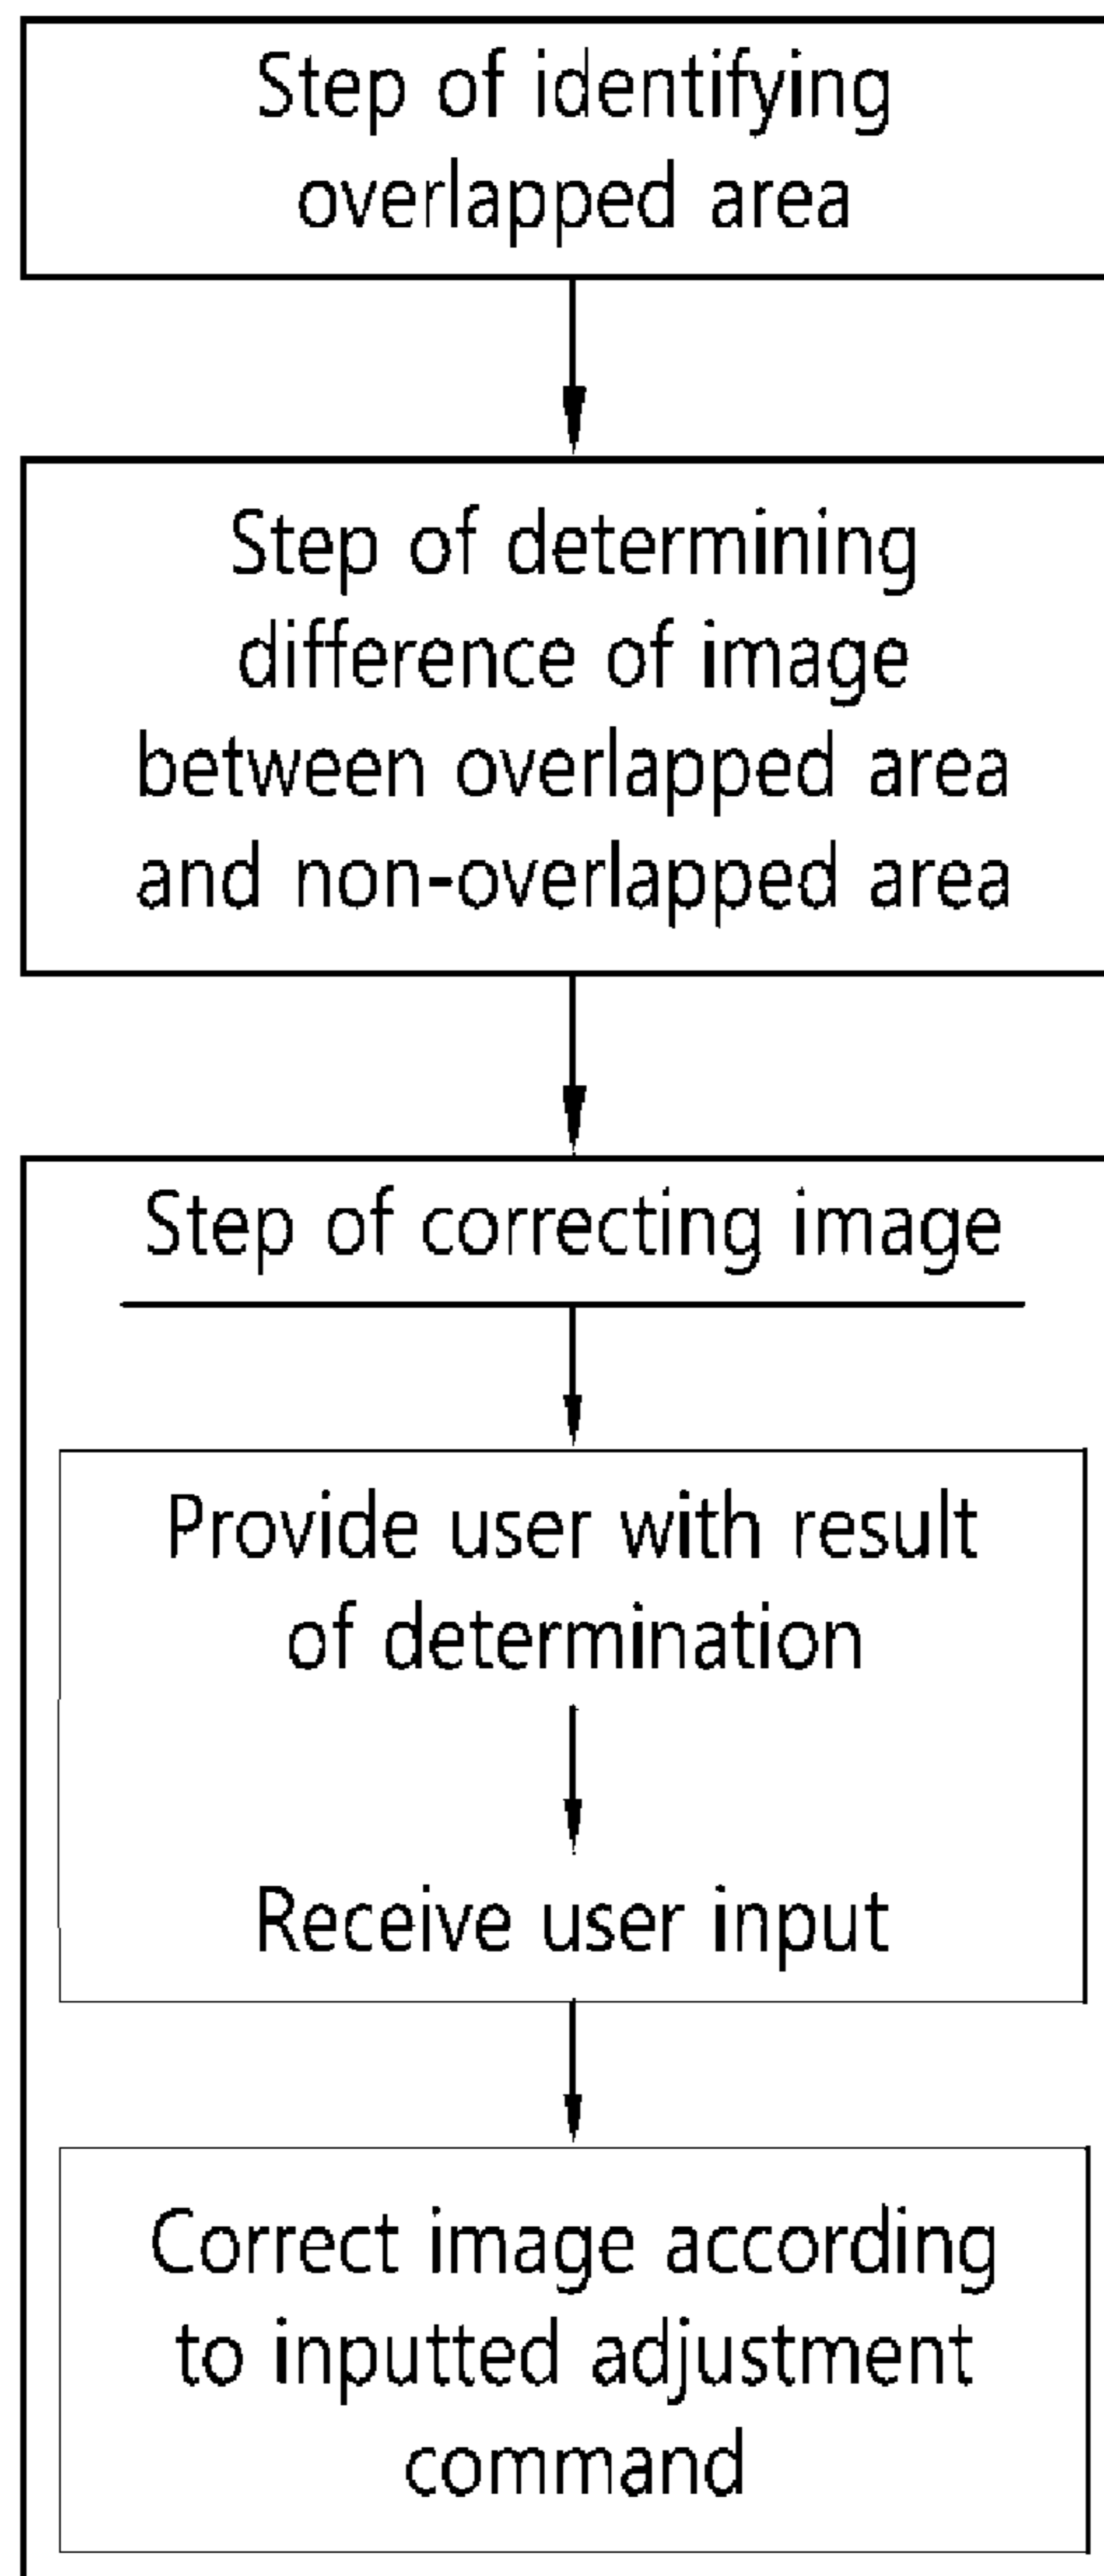 Step of identifying
overlapped area
Step of determining
difference of image
between overlapped area
and non-overlapped area
Step of correcting image
Provide user with result
of determination
Receive user input
Correct image according
to inputted adjustment
command